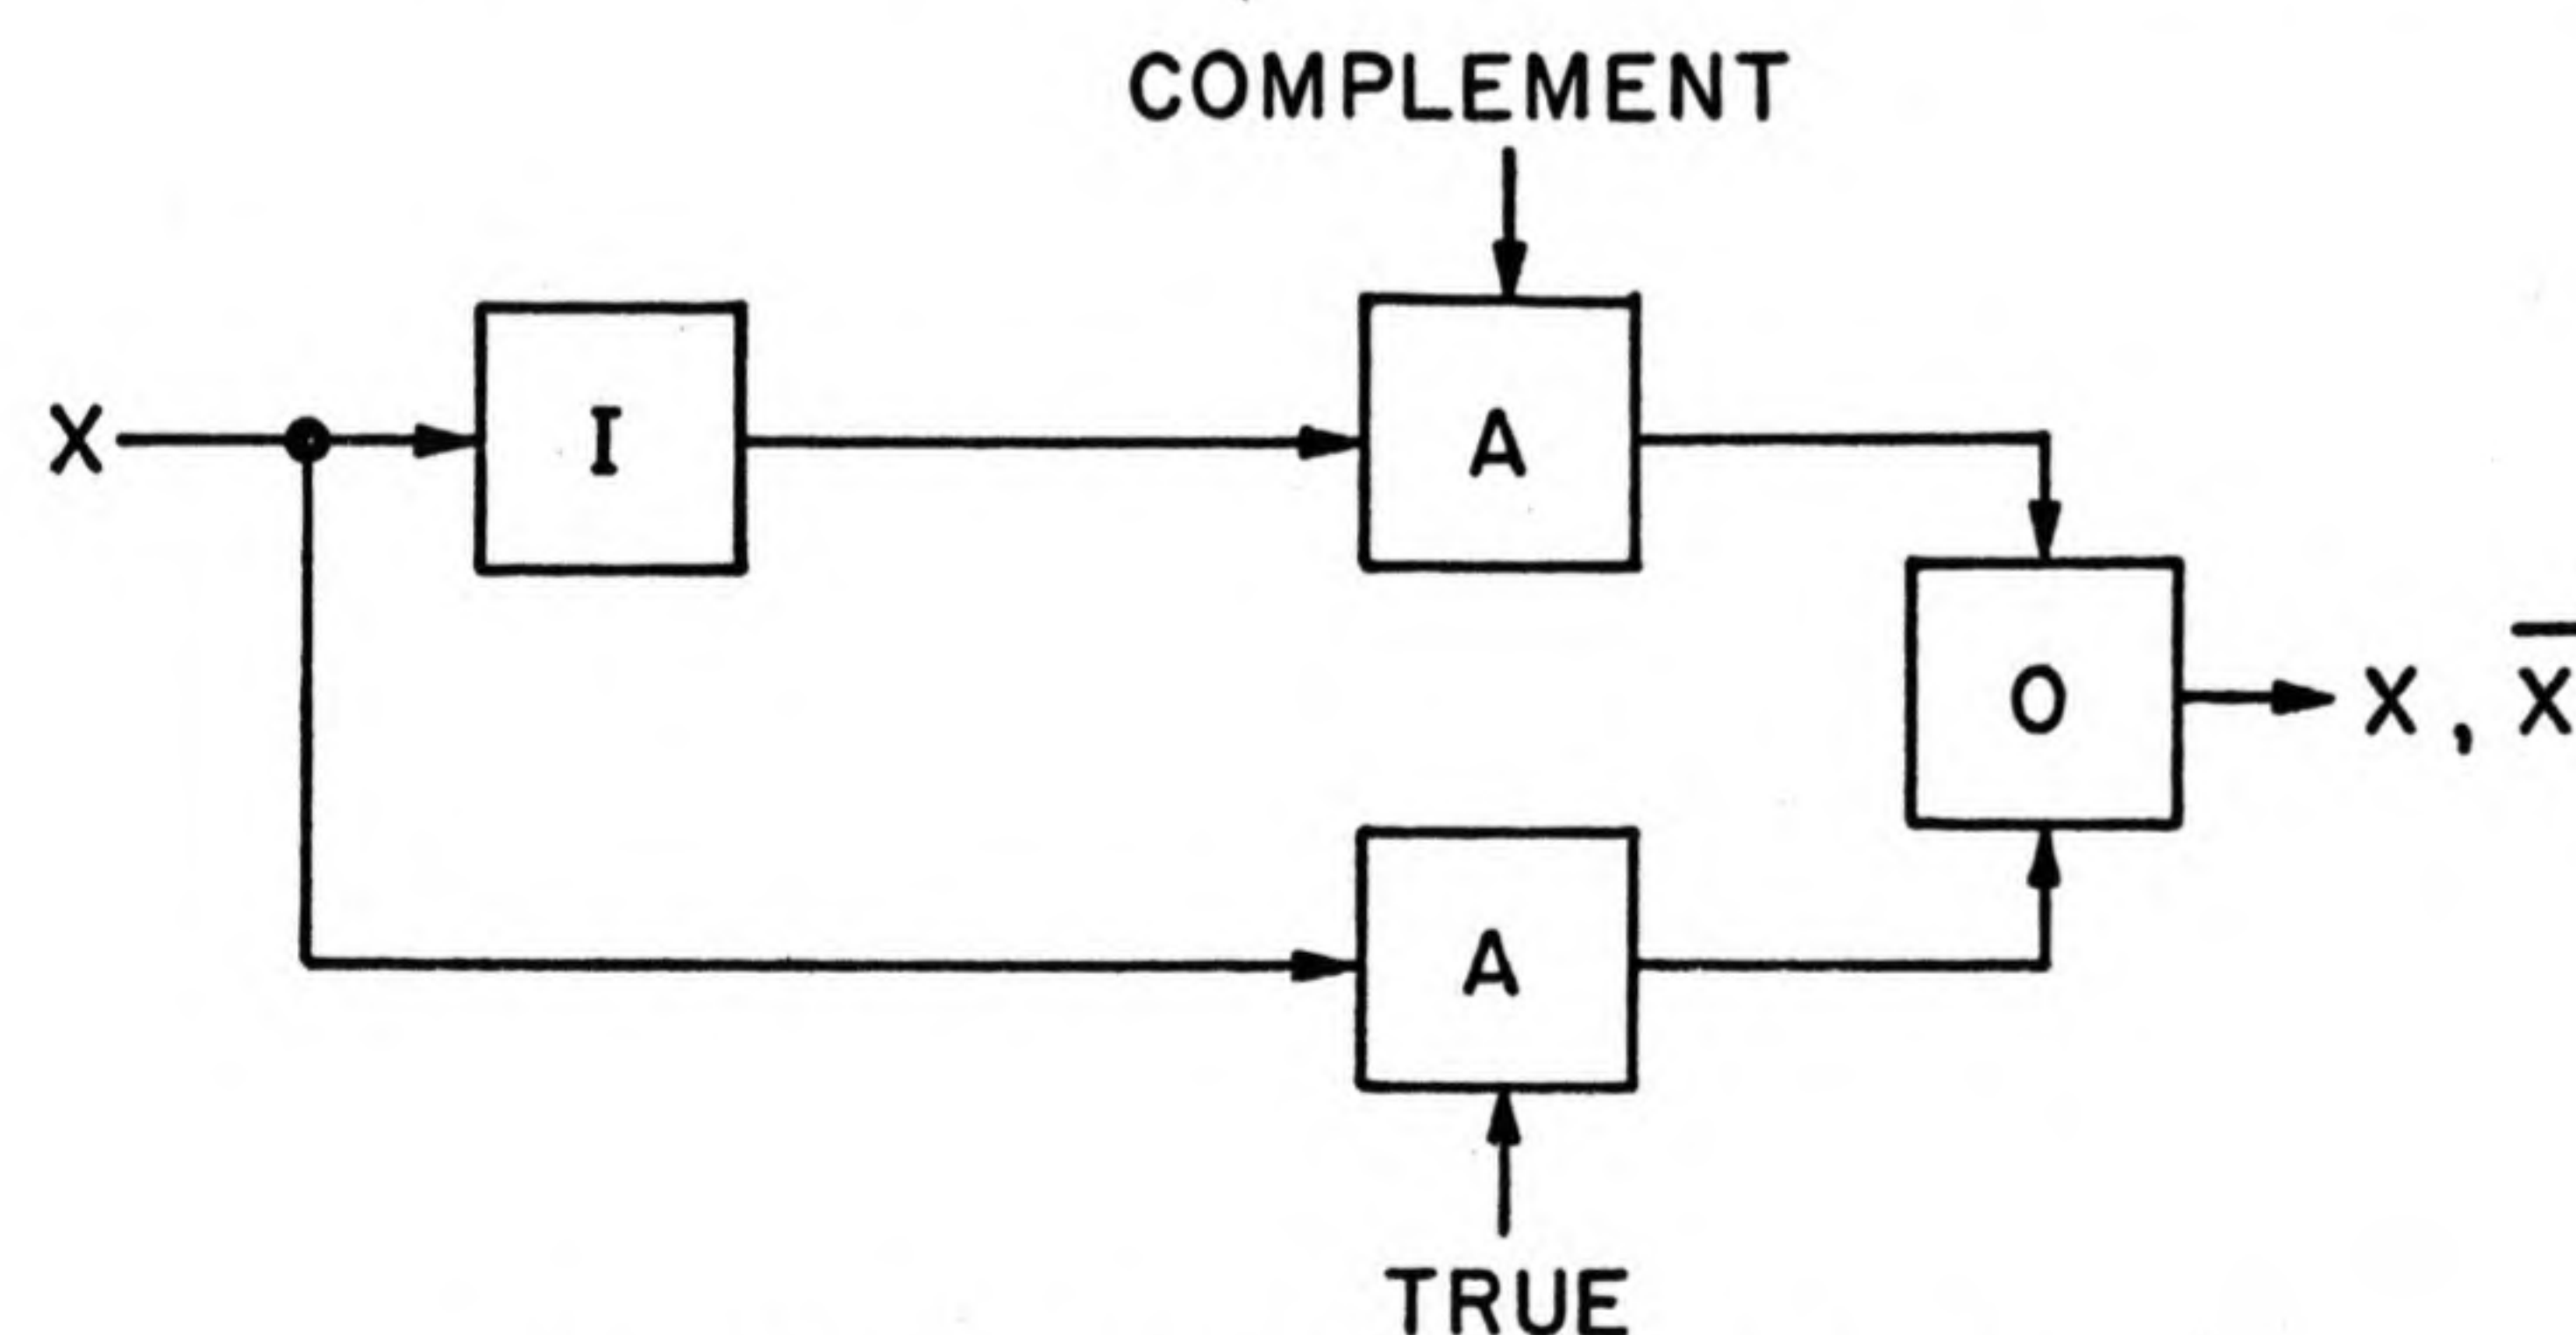 COMPLEMENT
X
I
A
O
X , X̅
A
TRUE